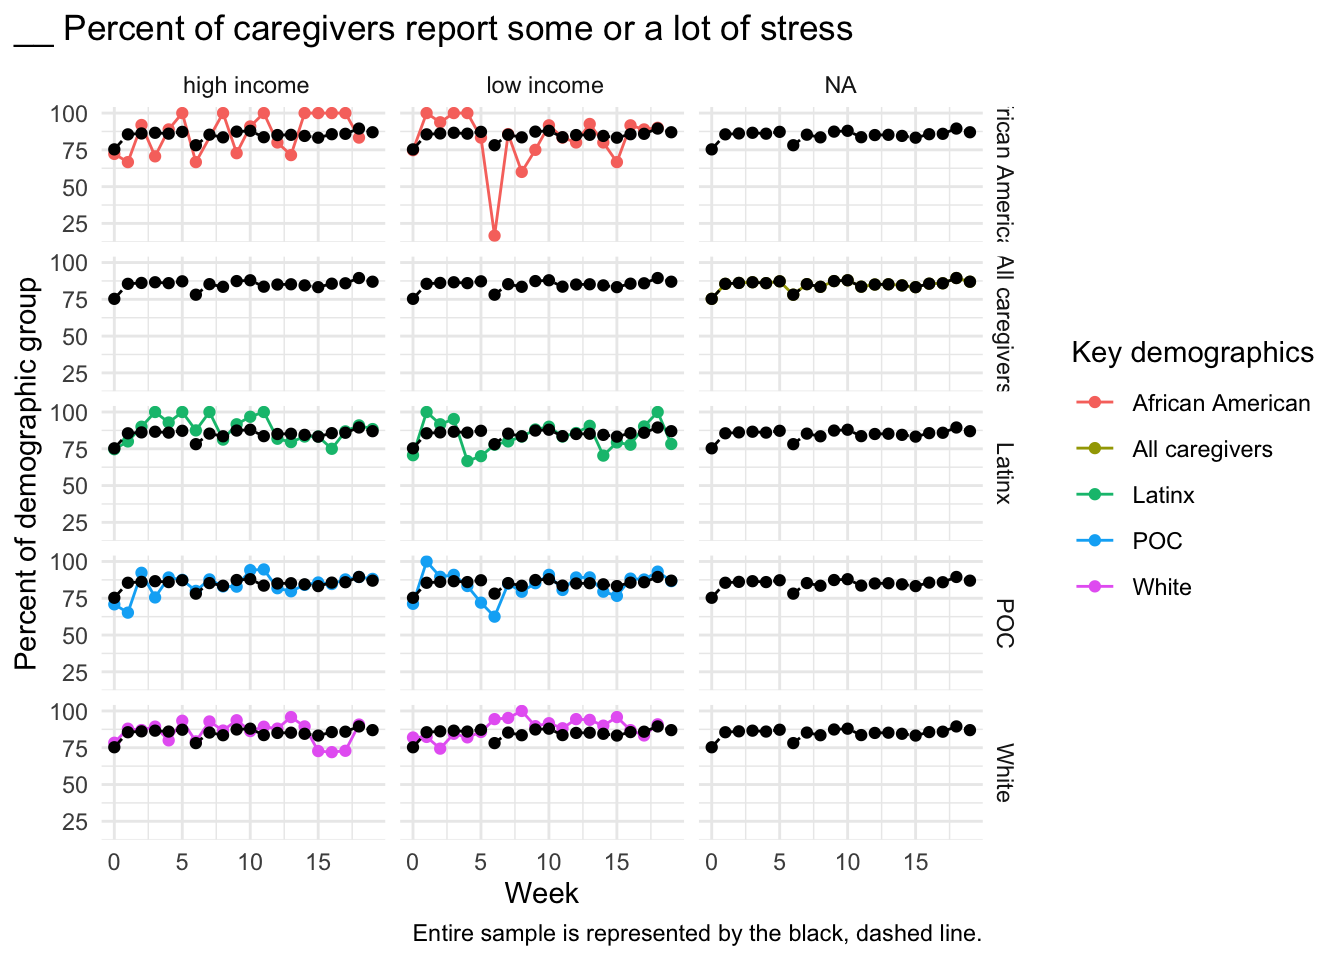 __ Percent of caregivers report some or a lot of stress
high income low income NA
100
75
50
25
rican America
100
75
50
25
All caregivers
100
75
50
25
Latinx
100
75
50
25
POC
100
75
50
25
White
0 5 10 15 0 5 10 15 0 5 10 15
Week
Percent of demographic group
Entire sample is represented by the black, dashed line.
Key demographics
African American
All caregivers
Latinx
POC
White